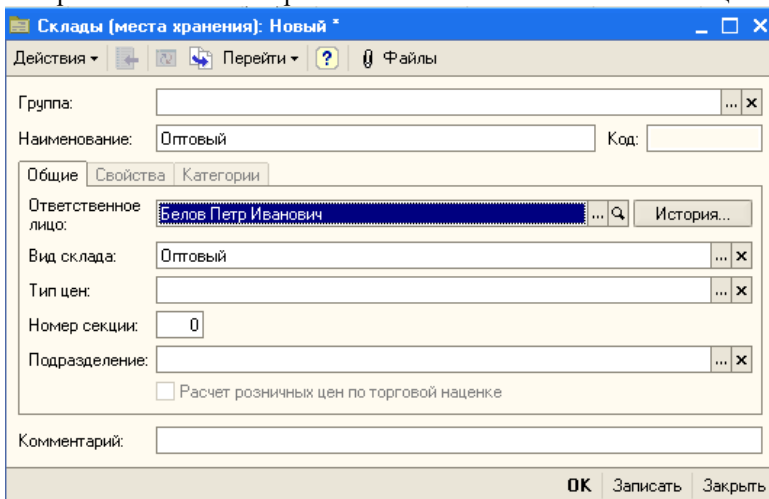 Склады (места хранения): Новый *
Действия Перейти ? Файлы
Группа: ... x
Наименование: Оптовый Код:
Общие Свойства Категории
Ответственное лицо: Белов Петр Иванович ... История...
Вид склада: Оптовый ... x
Тип цен: ... x
Номер секции: 0
Подразделение: ... x
Расчет розничных цен по торговой наценке
Комментарий:
OK Записать Закрыть